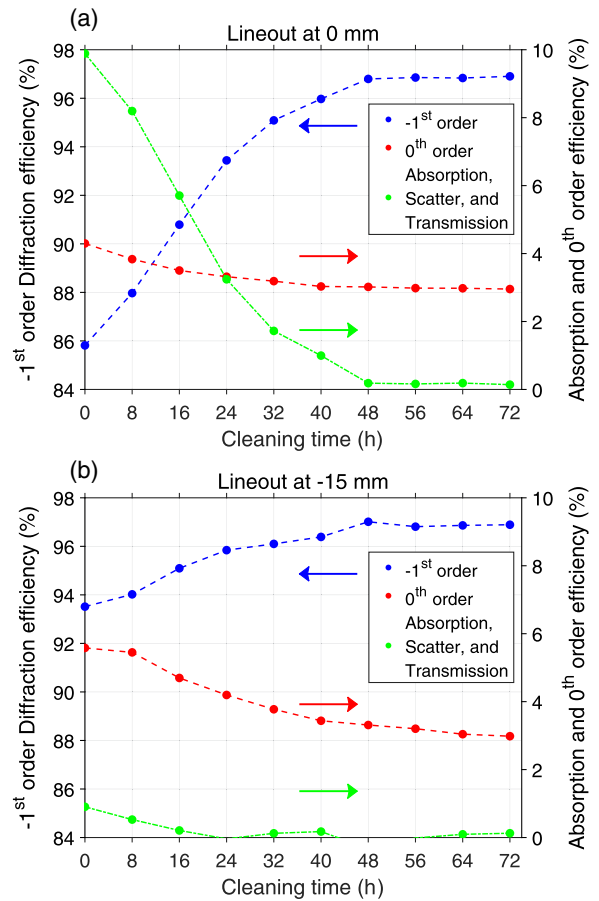 (a)
Lineout at 0 mm
-1st order Diffraction efficiency (%)
98
96
94
92
90
88
86
84
10
8
6
4
2
0
Absorption and 0th order efficiency (%)
-1st order
0th order
Absorption,
Scatter, and
Transmission
0 8 16 24 32 40 48 56 64 72
Cleaning time (h)
(b)
Lineout at -15 mm
-1st order Diffraction efficiency (%)
98
96
94
92
90
88
86
84
10
8
6
4
2
0
Absorption and 0th order efficiency (%)
-1st order
0th order
Absorption,
Scatter, and
Transmission
0 8 16 24 32 40 48 56 64 72
Cleaning time (h)